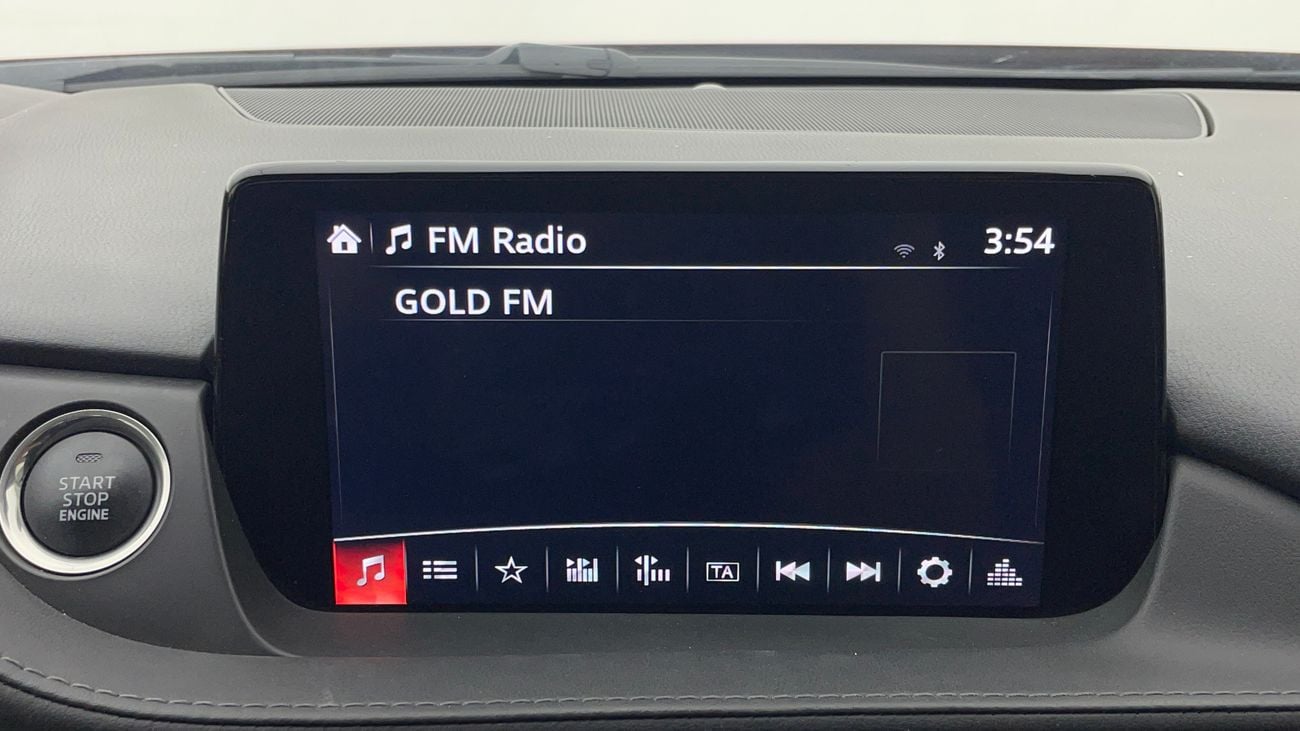 FM Radio
3:54
GOLD FM
START
STOP
ENGINE
TA